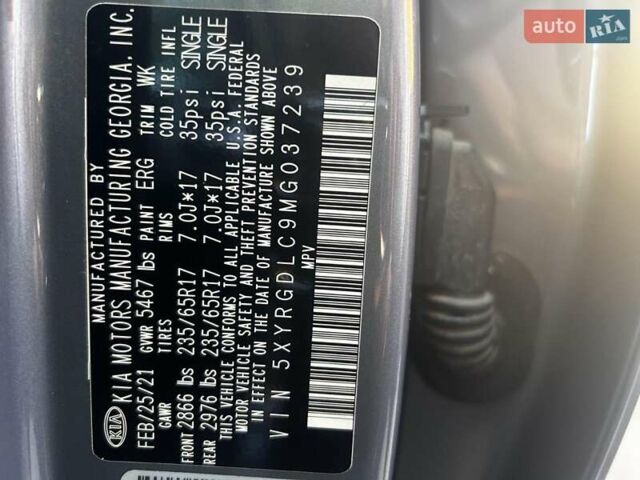 MANUFACTURED BY
KIA KIA MOTORS MANUFACTURING GEORGIA, INC.
FEB/25/21 GVWR 5467 lbs PAINT ERG TRIM WK
GAWR TIRES RIMS COLD TIRE INFL
FRONT 2866 lbs 235/65R17 7.0J*17 35psi SINGLE
REAR 2976 lbs 235/65R17 7.0J*17 35psi SINGLE
THIS VEHICLE CONFORMS TO ALL APPLICABLE U.S.A. FEDERAL
MOTOR VEHICLE SAFETY AND THEFT PREVENTION STANDARDS
IN EFFECT ON THE DATE OF MANUFACTURE SHOWN ABOVE
VIN 5XYRGDLC9MG037239
MPV
auto RIA
.com